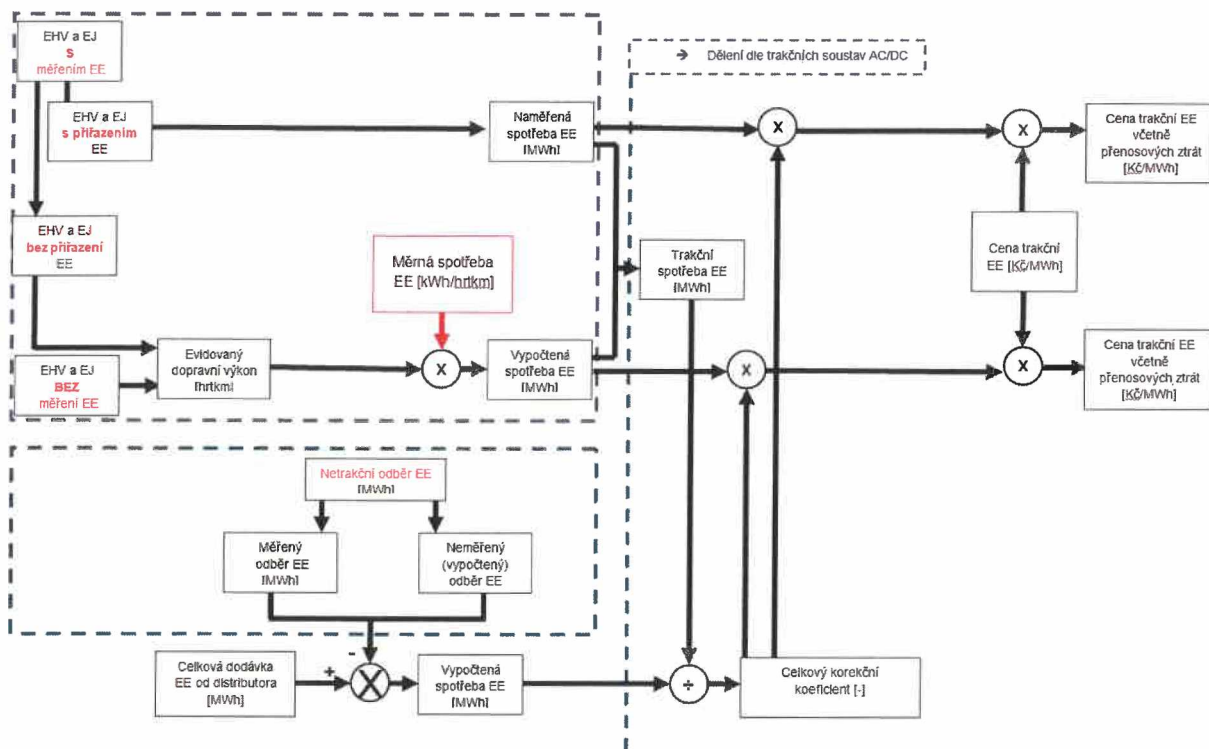 EHV a EJ
S
měřením EE
→ Dělení dle trakčních soustav AC/DC
EHV a EJ
s přiřazením
EE
Naměřená
spotřeba EE
[MWh]
X
X
Cena trakční EE
včetně
přenosových ztrát
[Kč/MWh]
EHV a EJ
bez přiřazení
EE
Měrná spotřeba
EE [kWh/hrtkm]
Trakční
spotřeba EE
[MWh]
Cena trakční
EE [Kč/MWh]
EHV a EJ
BEZ
měření EE
Evidovaný
dopravní výkon
[hrtkm]
X
Vypočtená
spotřeba EE
[MWh]
X
X
Cena trakční EE
včetně
přenosových ztrát
[Kč/MWh]
Netrakční odběr EE
[MWh]
Měřený
odběr EE
[MWh]
Neměřený
(vypočtený)
odběr EE
Celková dodávka
EE od distributora
[MWh]
+
-
X
Vypočtená
spotřeba EE
[MWh]
÷
Celkový korekční
koeficient [-]